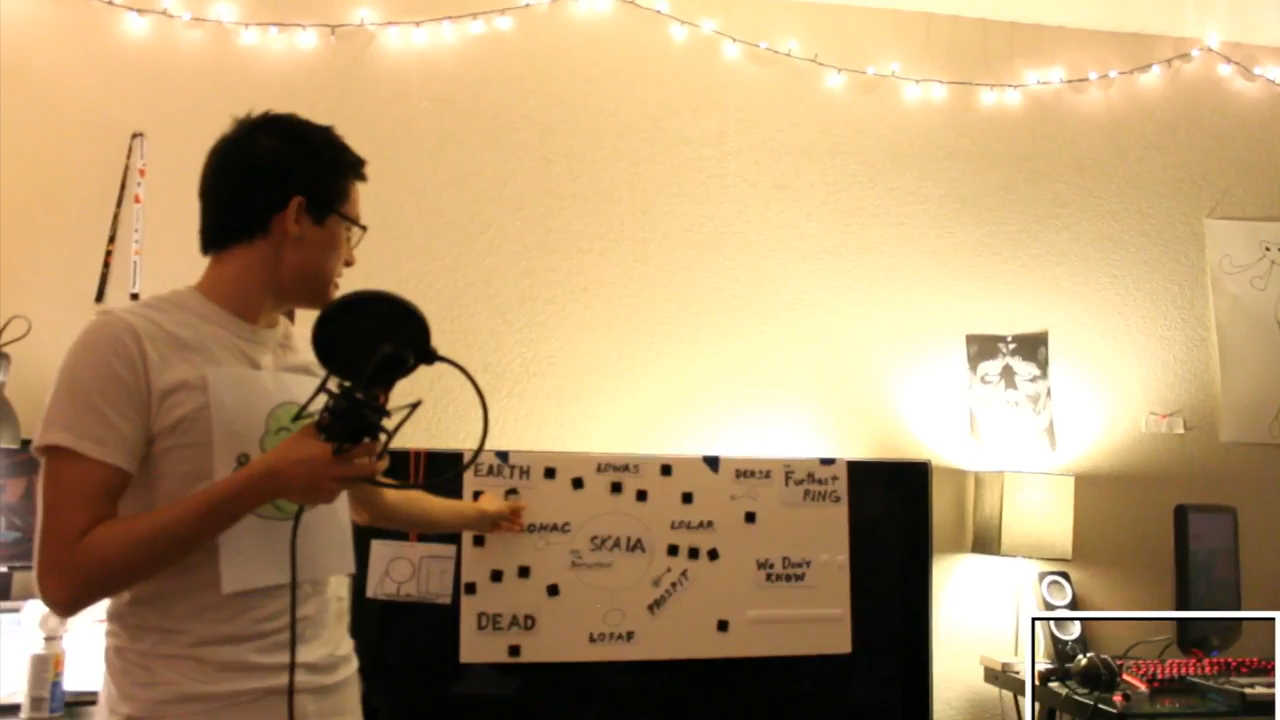 EARTH
LOWAS
DERSE
Furthest
RING
LOHAC
SKAIA
LOLAR
We Don't
KNOW
PROSPIT
DEAD
LOFAF